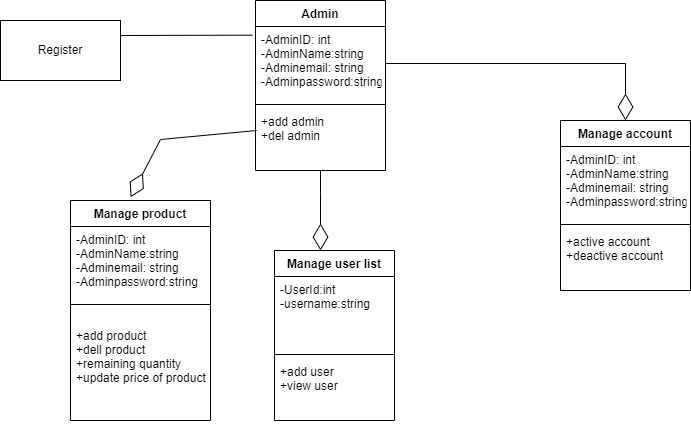 Register
Admin
-AdminID: int
-AdminName:string
-Adminemail: string
-Adminpassword:string
+add admin
+del admin
Manage product
-AdminID: int
-AdminName:string
-Adminemail: string
-Adminpassword:string
+add product
+dell product
+remaining quantity
+update price of product
Manage user list
-UserId:int
-username:string
+add user
+view user
Manage account
-AdminID: int
-AdminName:string
-Adminemail: string
-Adminpassword:string
+active account
+deactive account